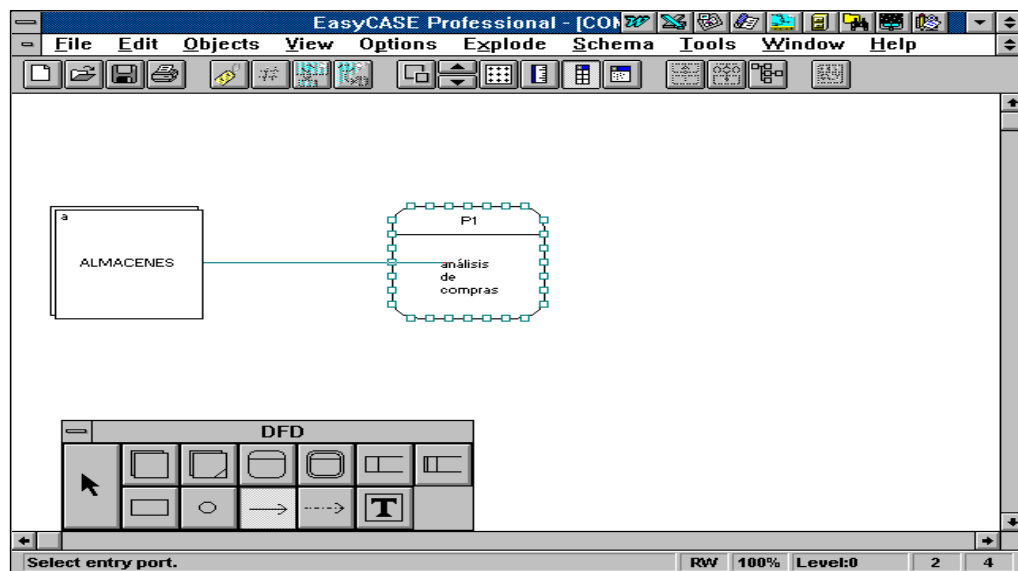 EasyCASE Professional - [CON
File Edit Objects View Options Explode Schema Tools Window Help
a
ALMACENES
P1
análisis
de
compras
DFD
T
Select entry port. RW 100% Level:0 2 4